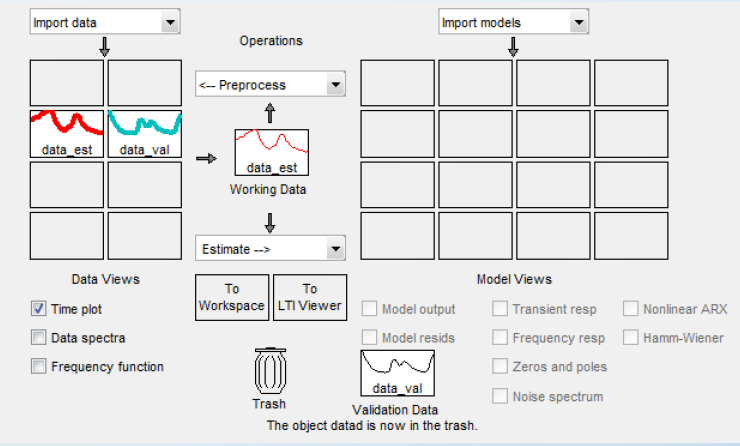 Import data
Import models
Operations
<-- Preprocess
data_est
data_val
data_est
Working Data
Estimate -->
Data Views
To
Workspace
To
LTI Viewer
Model Views
Time plot
Data spectra
Frequency function
Model output
Transient resp
Nonlinear ARX
Model resids
Frequency resp
Hamm-Wiener
Zeros and poles
Noise spectrum
data_val
Trash
Validation Data
The object datad is now in the trash.